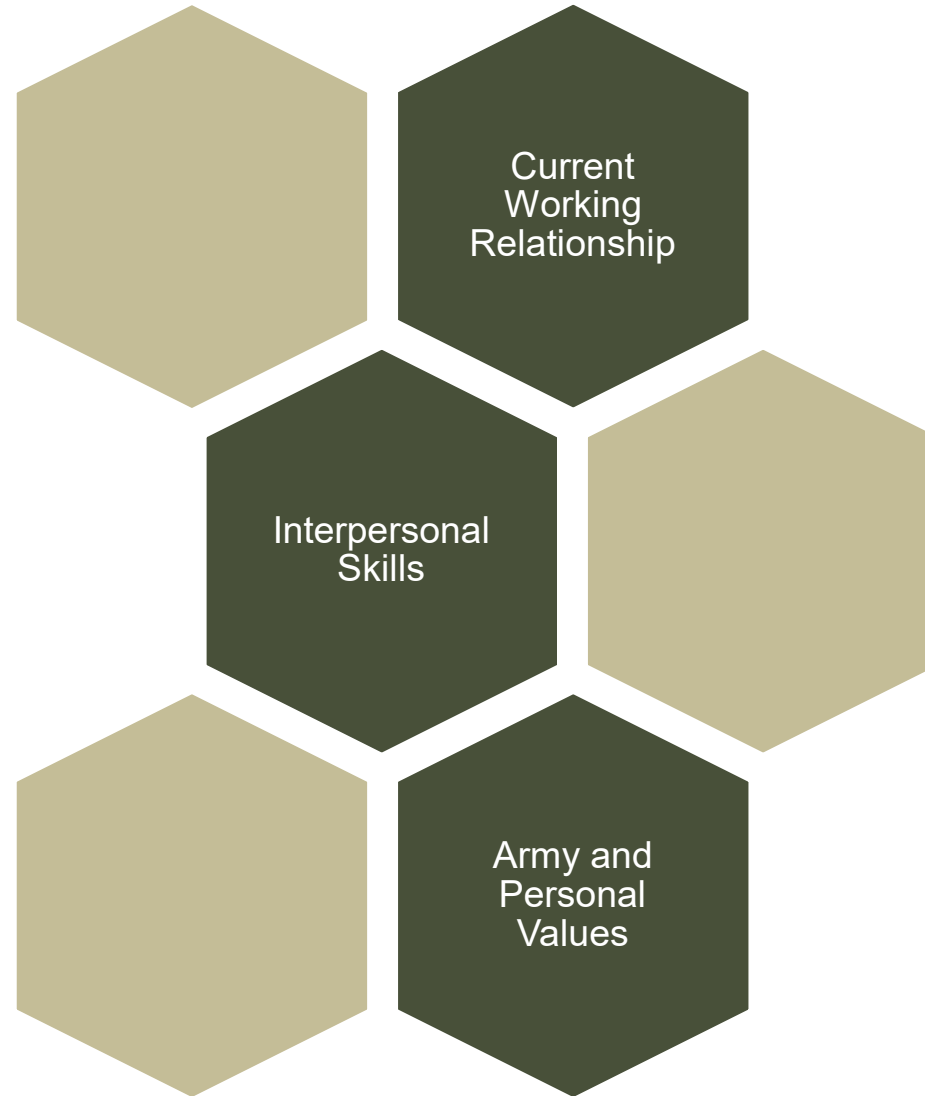 Current
Working
Relationship
Interpersonal
Skills
Army and
Personal
Values